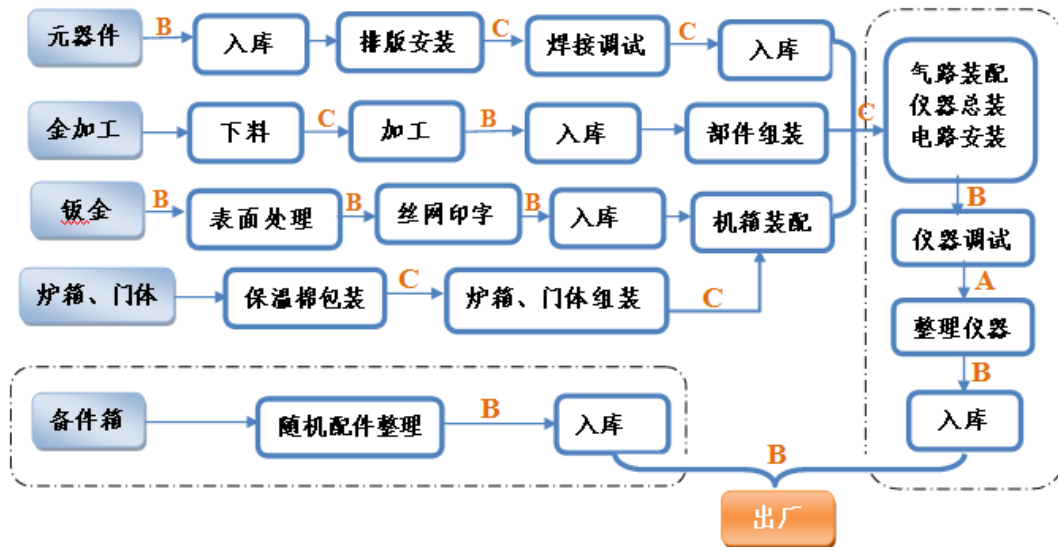 元器件 B 入库 排版安装 C 焊接调试 C 入库
金加工 下料 C 加工 B 入库 部件组装 C
钣金 B 表面处理 B 丝网印字 B 入库 机箱装配
炉箱、门体 保温棉包装 C 炉箱、门体组装 C
备件箱 随机配件整理 B 入库
气路装配
仪器总装
电路安装
B
仪器调试
A
整理仪器
B
入库
B
出厂